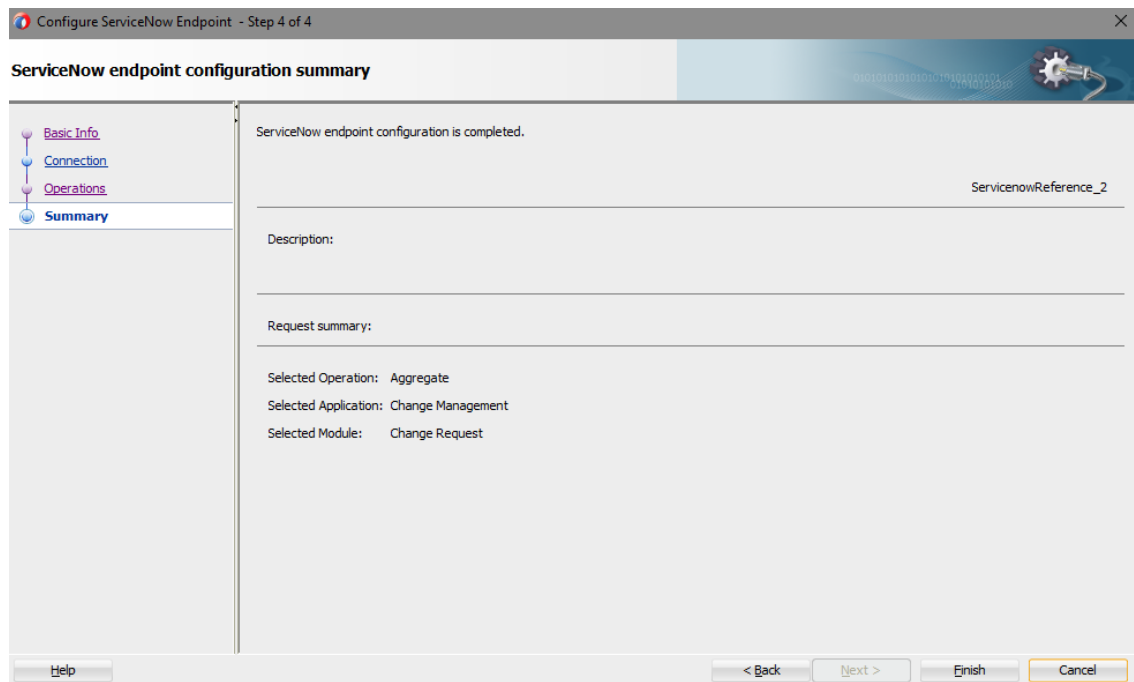 Configure ServiceNow Endpoint - Step 4 of 4
ServiceNow endpoint configuration summary
Basic Info
Connection
Operations
Summary
ServiceNow endpoint configuration is completed.
ServicenowReference_2
Description:
Request summary:
Selected Operation: Aggregate
Selected Application: Change Management
Selected Module: Change Request
Help
< Back
Next >
Finish
Cancel